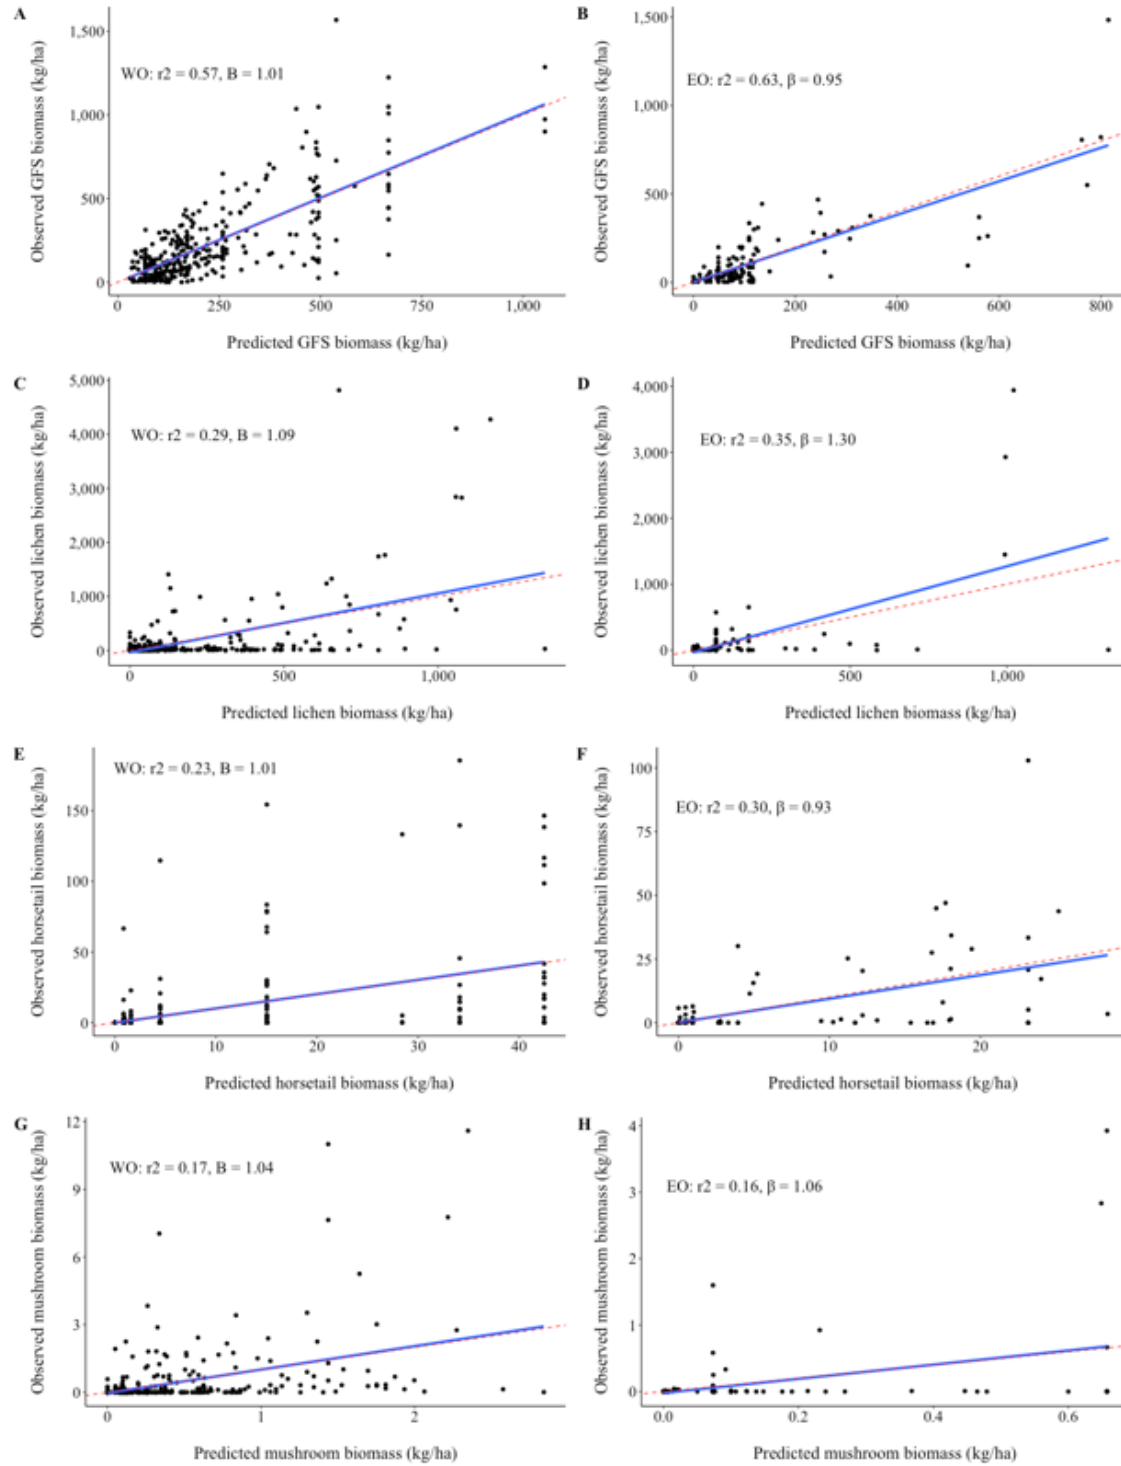 A
1,500
1,000
500
0
Observed GFS biomass (kg/ha)
WO: r2 = 0.57, B = 1.01
0 250 500 750 1,000
Predicted GFS biomass (kg/ha)
B
1,500
1,000
500
0
Observed GFS biomass (kg/ha)
EO: r2 = 0.63, β = 0.95
0 200 400 600 800
Predicted GFS biomass (kg/ha)
C
5,000
4,000
3,000
2,000
1,000
0
Observed lichen biomass (kg/ha)
WO: r2 = 0.29, B = 1.09
0 500 1,000
Predicted lichen biomass (kg/ha)
D
4,000
3,000
2,000
1,000
0
Observed lichen biomass (kg/ha)
EO: r2 = 0.35, β = 1.30
0 500 1,000
Predicted lichen biomass (kg/ha)
E
150
100
50
0
Observed horsetail biomass (kg/ha)
WO: r2 = 0.23, B = 1.01
0 10 20 30 40
Predicted horsetail biomass (kg/ha)
F
100
75
50
25
0
Observed horsetail biomass (kg/ha)
EO: r2 = 0.30, β = 0.93
0 10 20
Predicted horsetail biomass (kg/ha)
G
12
9
6
3
0
Observed mushroom biomass (kg/ha)
WO: r2 = 0.17, B = 1.04
0 1 2
Predicted mushroom biomass (kg/ha)
H
4
3
2
1
0
Observed mushroom biomass (kg/ha)
EO: r2 = 0.16, β = 1.06
0.0 0.2 0.4 0.6
Predicted mushroom biomass (kg/ha)